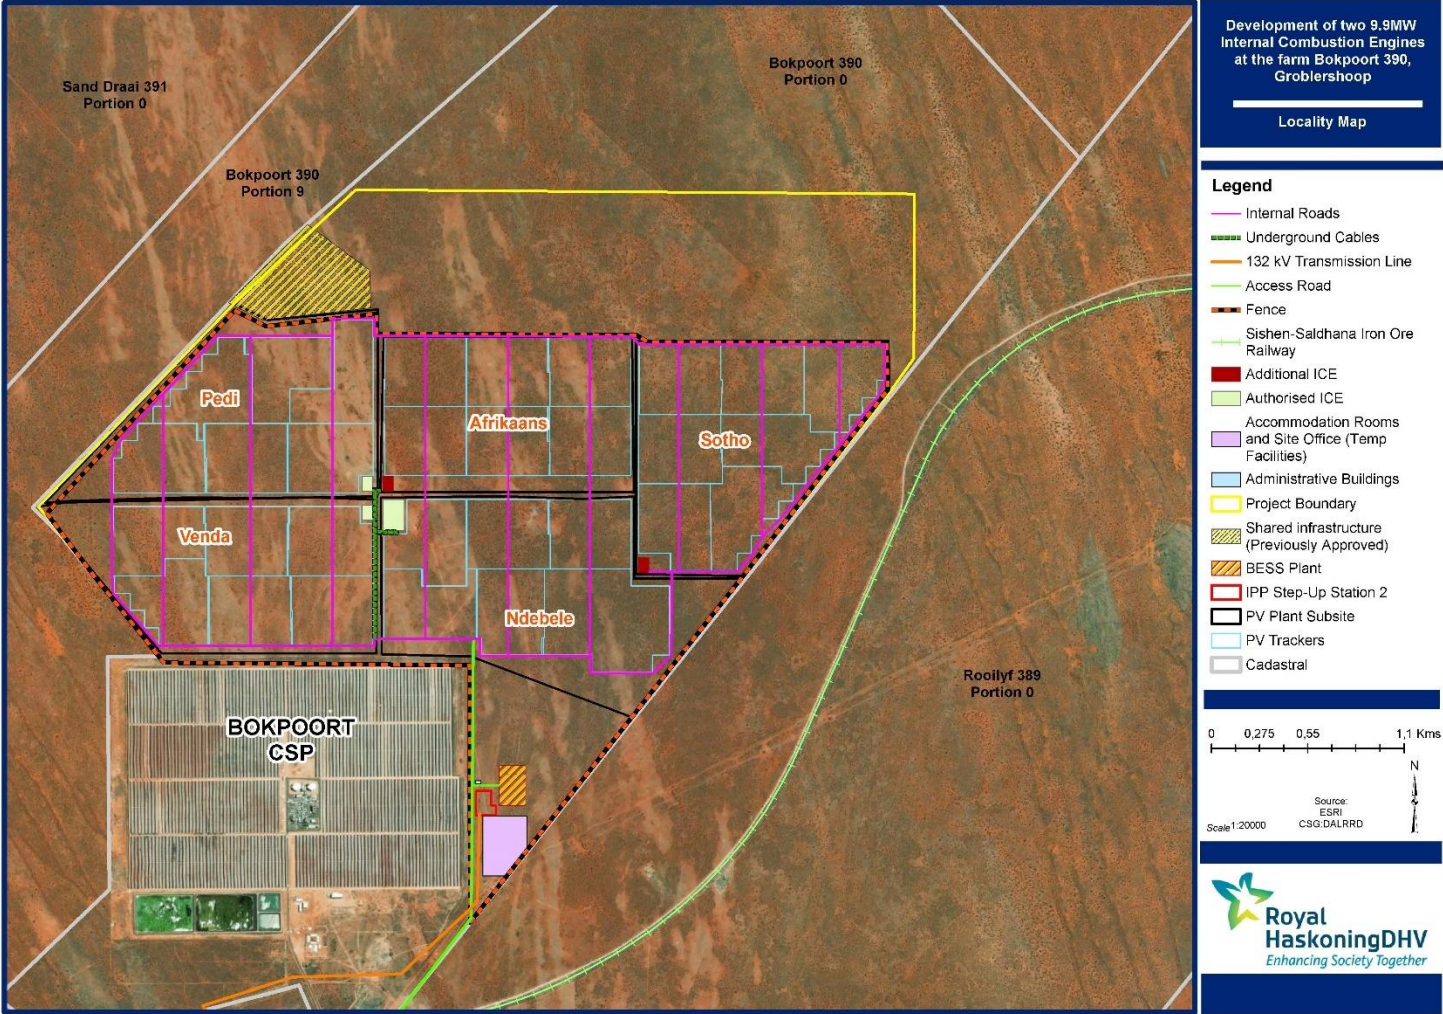 Sand Draai 391
Portion 0
Bokpoort 390
Portion 0
Bokpoort 390
Portion 9
Pedi
Afrikaans
Sotho
Venda
Ndebele
BOKPOORT
CSP
Rooilyf 389
Portion 0
Development of two 9.9MW
Internal Combustion Engines
at the farm Bokpoort 390,
Groblershoop
Locality Map
Legend
Internal Roads
Underground Cables
132 kV Transmission Line
Access Road
Fence
Sishen-Saldhana Iron Ore
Railway
Additional ICE
Authorised ICE
Accommodation Rooms
and Site Office (Temp
Facilities)
Administrative Buildings
Project Boundary
Shared infrastructure
(Previously Approved)
BESS Plant
IPP Step-Up Station 2
PV Plant Subsite
PV Trackers
Cadastral
0 0,275 0,55 1,1 Kms
N
Source:
ESRI
CSG:DALRRD
Scale 1:20000
Royal
HaskoningDHV
Enhancing Society Together